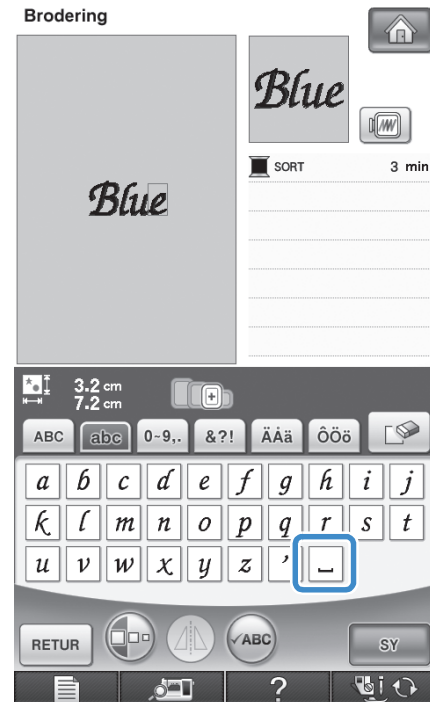 Brodering
Blue
SORT 3 min
Blue
3.2 cm
7.2 cm
ABC abc 0-9,. &?! ÄÅä ÔÖö
a b c d e f g h i j
k l m n o p q r s t
u v w x y z ’ ⎵
RETUR ABC SY
?